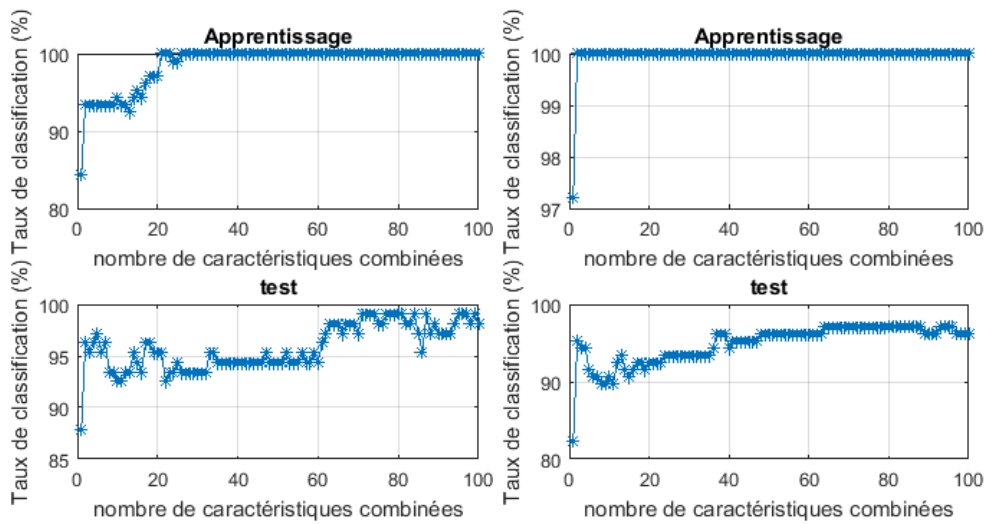 Apprentissage
Taux de classification (%)
100
90
80
0 20 40 60 80 100
nombre de caractéristiques combinées
Apprentissage
Taux de classification (%)
100
99
98
97
0 20 40 60 80 100
nombre de caractéristiques combinées
test
Taux de classification (%)
100
95
90
85
0 20 40 60 80 100
nombre de caractéristiques combinées
test
Taux de classification (%)
100
90
80
0 20 40 60 80 100
nombre de caractéristiques combinées